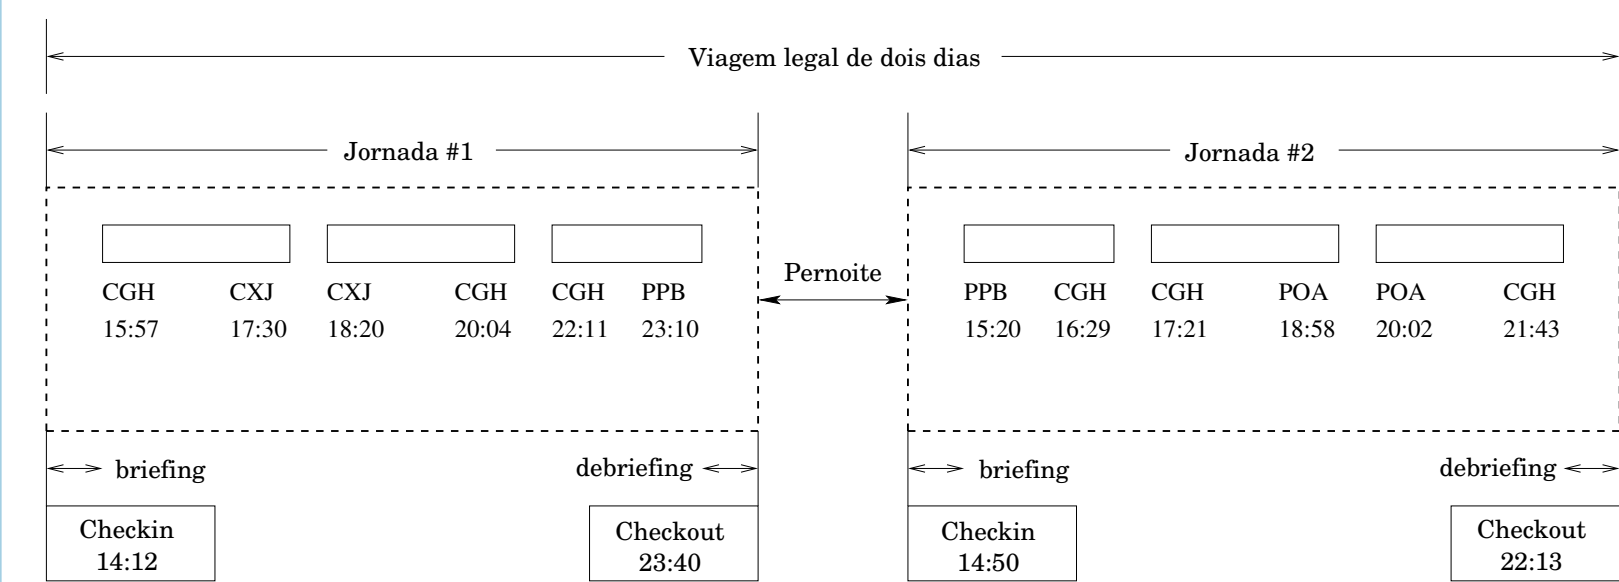 Viagem legal de dois dias
Jornada #1 Jornada #2
Pernoite
CGH CXJ CXJ CGH CGH PPB PPB CGH CGH POA POA CGH
15:57 17:30 18:20 20:04 22:11 23:10 15:20 16:29 17:21 18:58 20:02 21:43
briefing debriefing briefing debriefing
Checkin Checkout Checkin Checkout
14:12 23:40 14:50 22:13